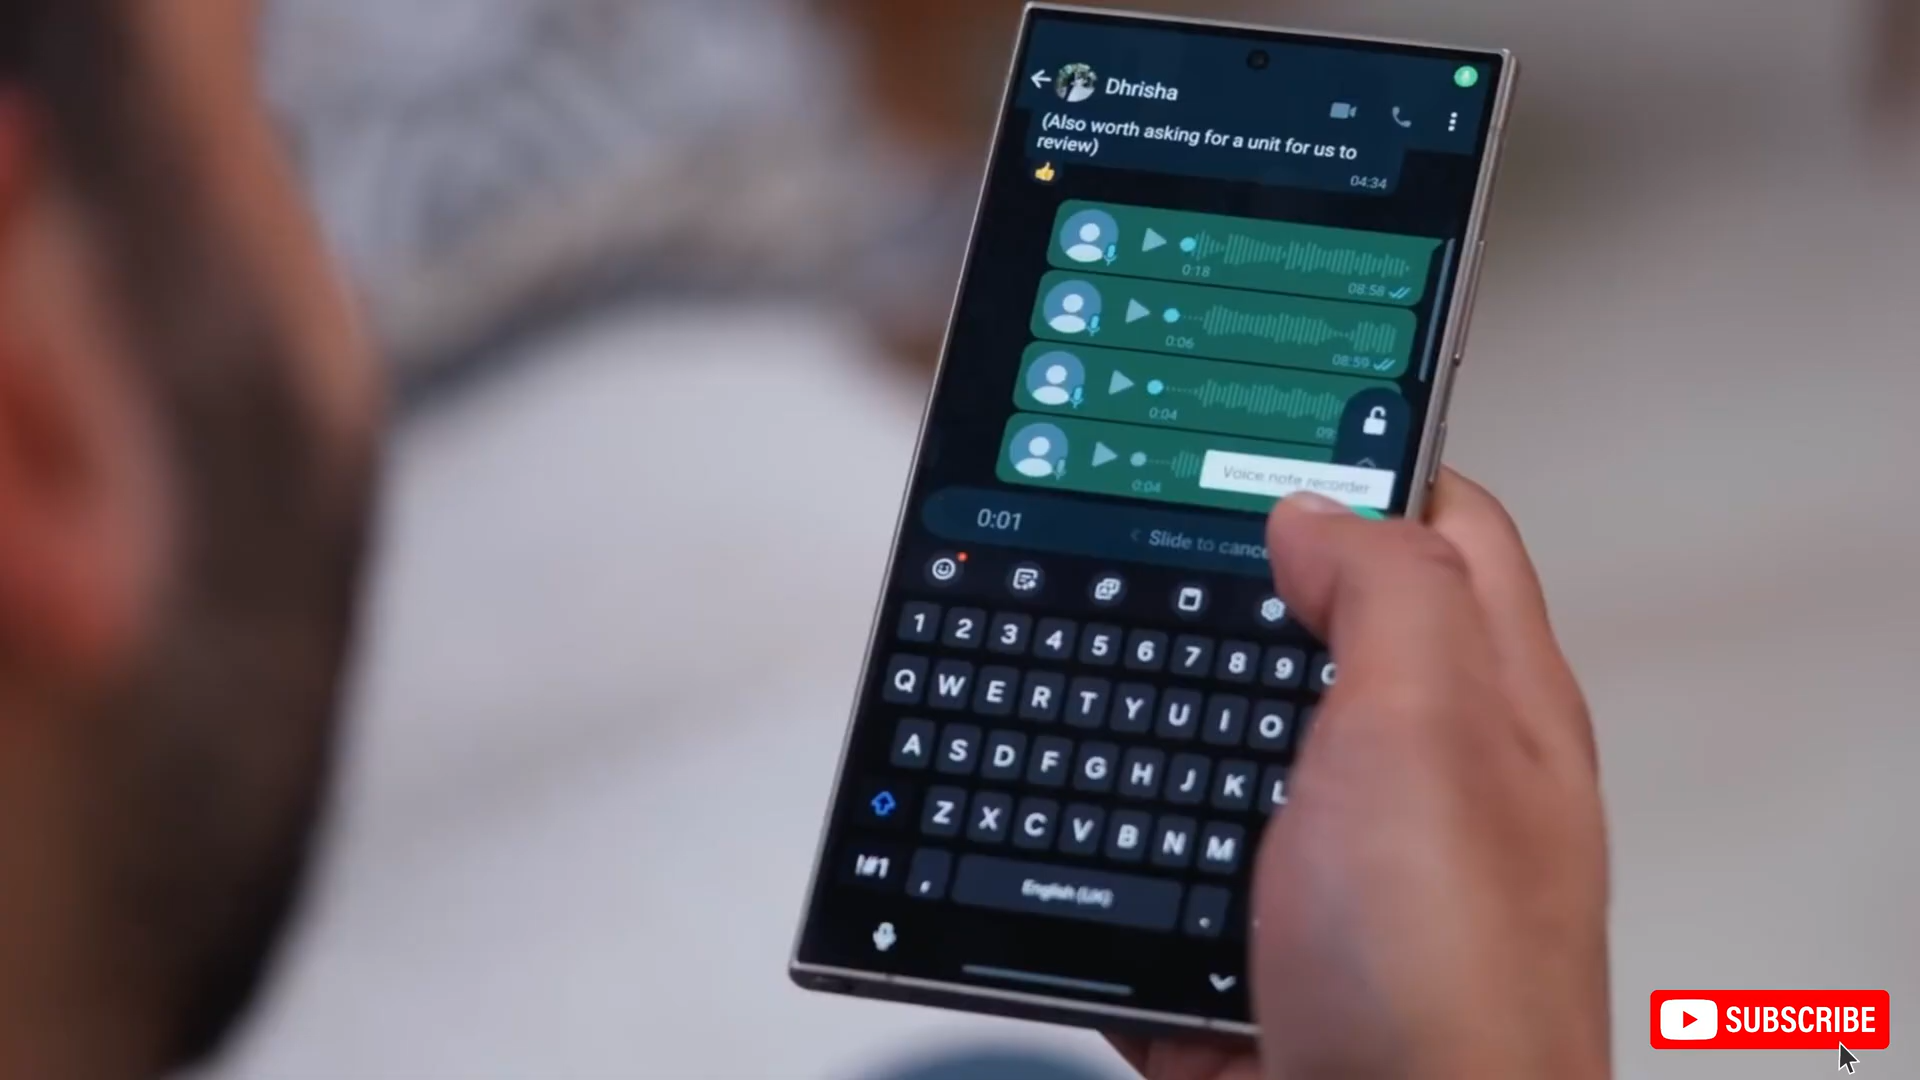 Dhrisha
(Also worth asking for a unit for us to
review)
04:34
0:18
08:58
0:06
08:59
0:04
09:
0:04
Voice note recorder
0:01
< Slide to cance
1 2 3 4 5 6 7 8 9
Q W E R T Y U I O
A S D F G H J K L
Z X C V B N M
!#1 , English (UK) .
SUBSCRIBE